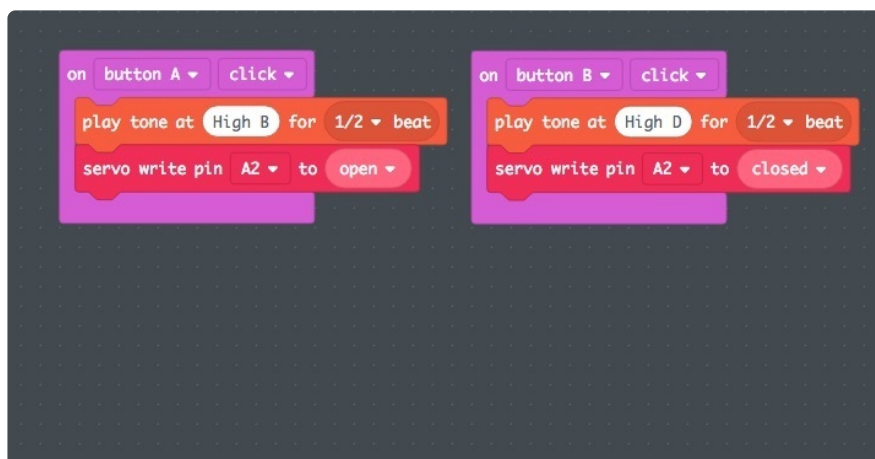 on button A click
play tone at High B for 1/2 beat
servo write pin A2 to open
on button B click
play tone at High D for 1/2 beat
servo write pin A2 to closed